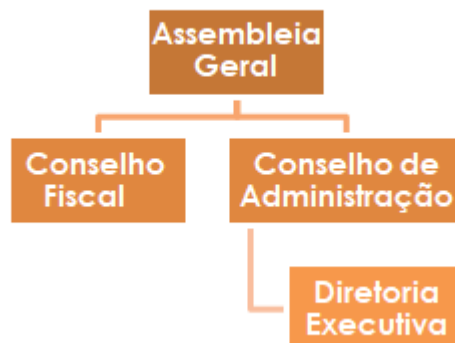 Assembleia
Geral
Conselho
Fiscal
Conselho de
Administração
Diretoria
Executiva